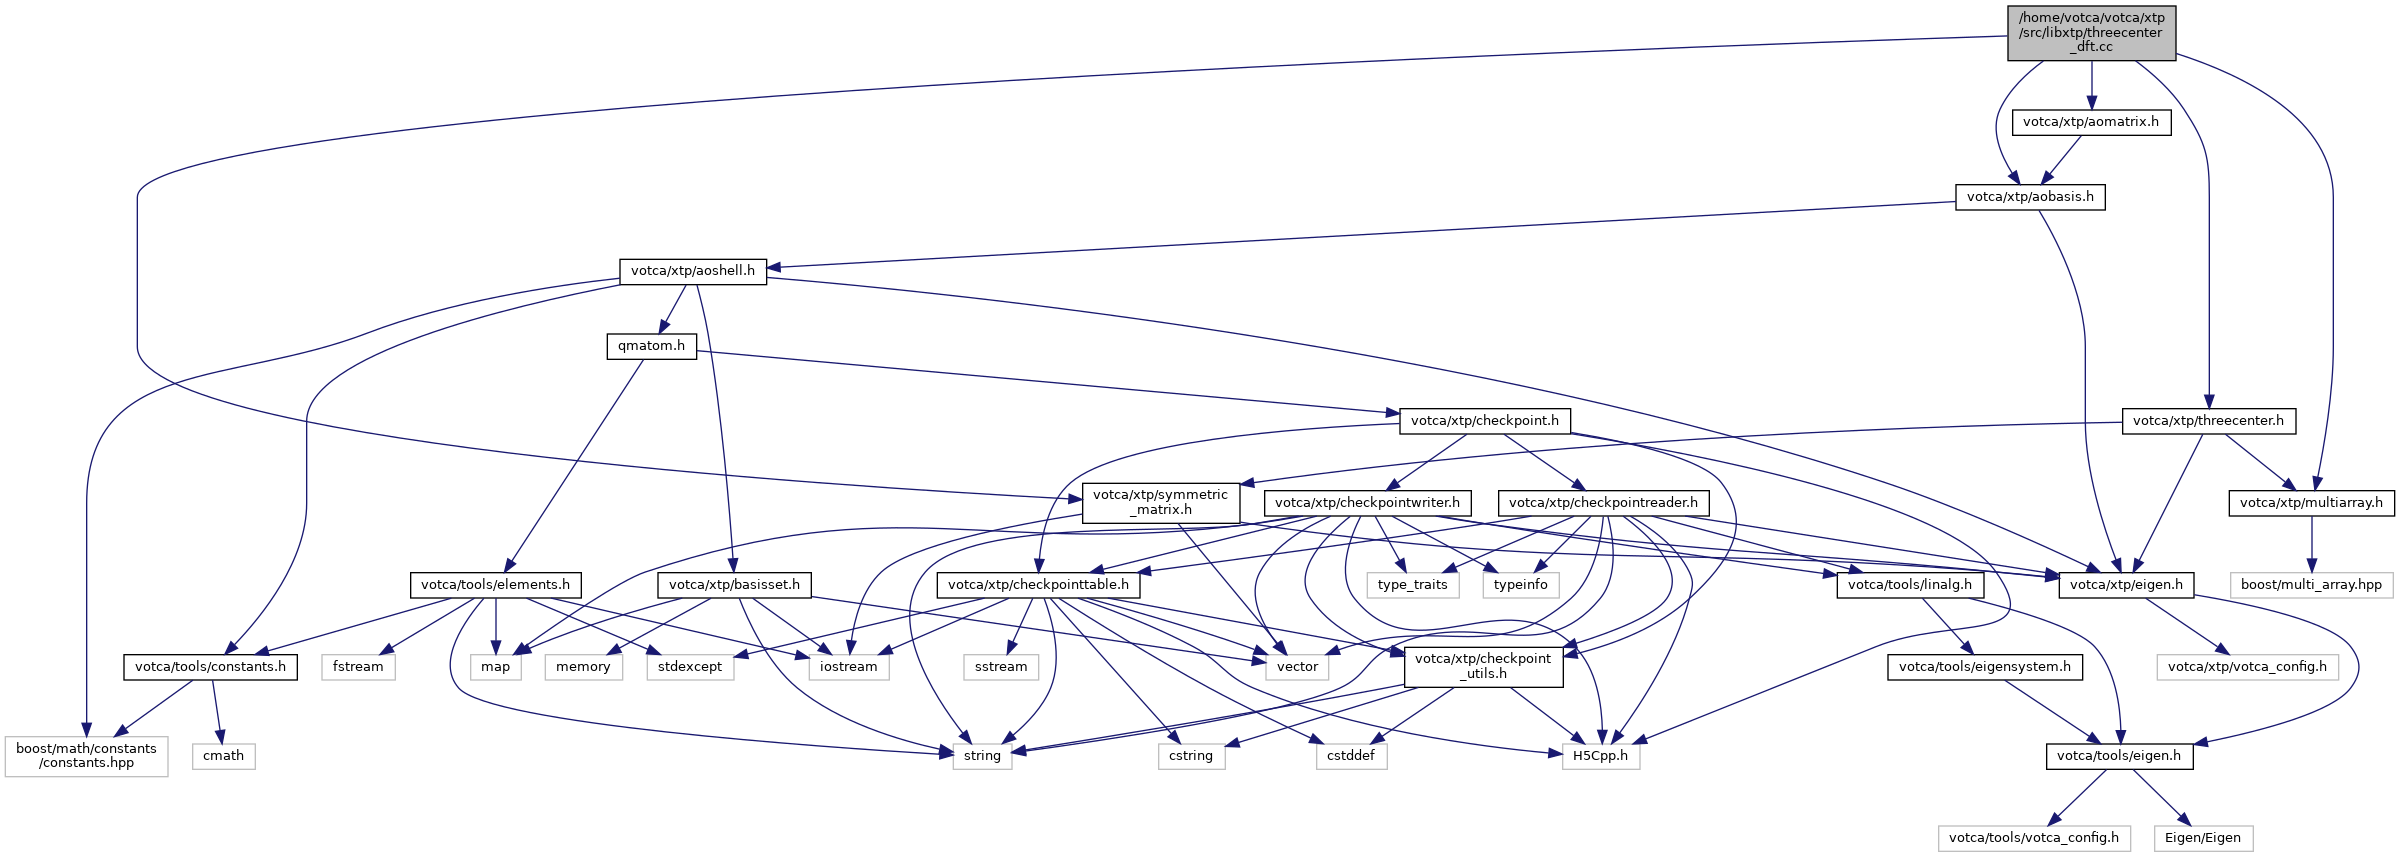 /home/votca/votca/xtp
/src/libxtp/threecenter
_dft.cc
votca/xtp/aomatrix.h
votca/xtp/aobasis.h
votca/xtp/aoshell.h
qmatom.h
votca/xtp/checkpoint.h
votca/xtp/threecenter.h
votca/xtp/symmetric
_matrix.h
votca/xtp/checkpointwriter.h
votca/xtp/checkpointreader.h
votca/xtp/multiarray.h
votca/tools/elements.h
votca/xtp/basisset.h
votca/xtp/checkpointtable.h
type_traits
typeinfo
votca/tools/linalg.h
votca/xtp/eigen.h
boost/multi_array.hpp
votca/tools/constants.h
fstream
map
memory
stdexcept
iostream
sstream
vector
votca/xtp/checkpoint
_utils.h
votca/tools/eigensystem.h
votca/xtp/votca_config.h
boost/math/constants
/constants.hpp
cmath
string
cstring
cstddef
H5Cpp.h
votca/tools/eigen.h
votca/tools/votca_config.h
Eigen/Eigen